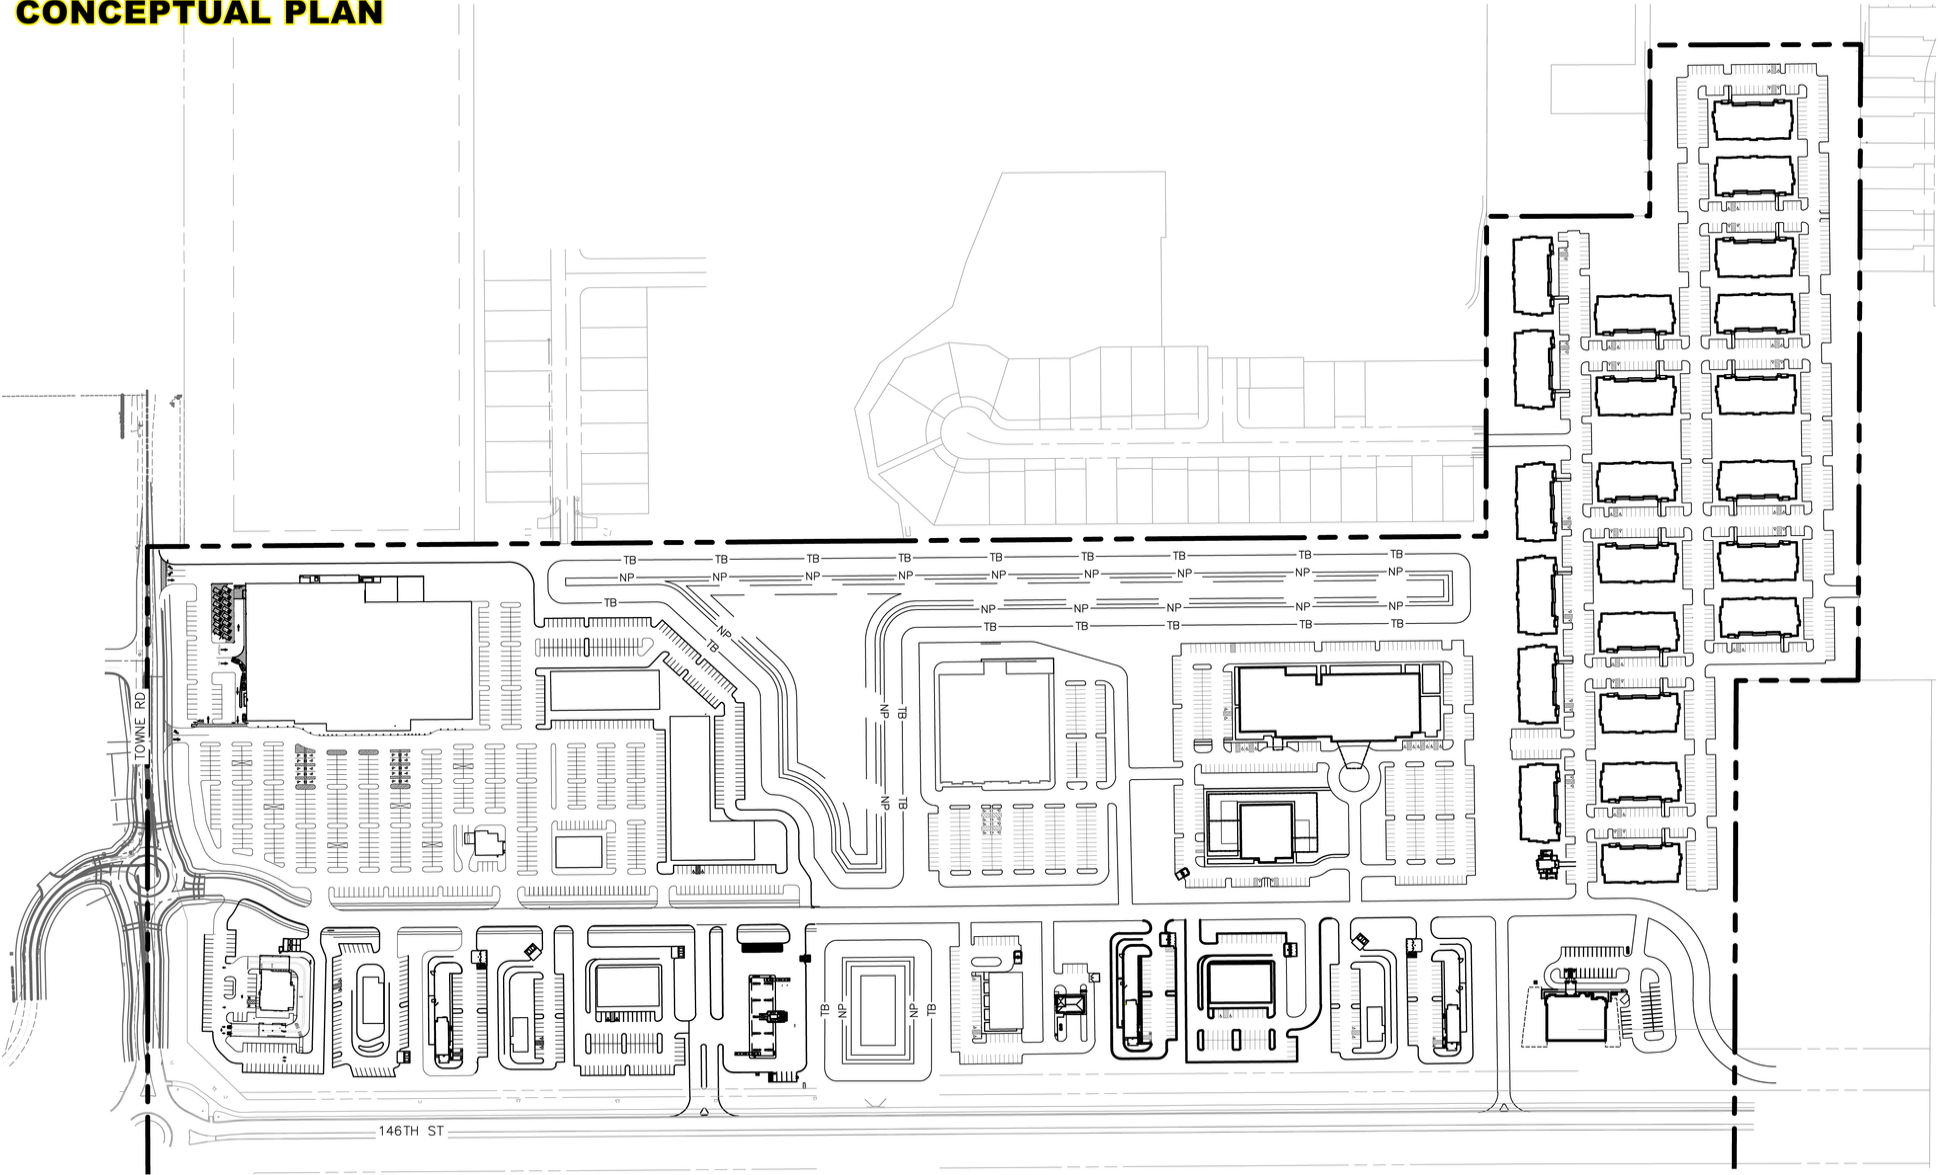 CONCEPTUAL PLAN
TB TB TB TB TB TB TB TB TB
NP NP NP NP NP NP NP NP NP
TB NP NP NP NP NP
NP TB TB TB TB TB
TB
TOWNE RD
NP TB
NP TB
TB NP NP TB
146TH ST